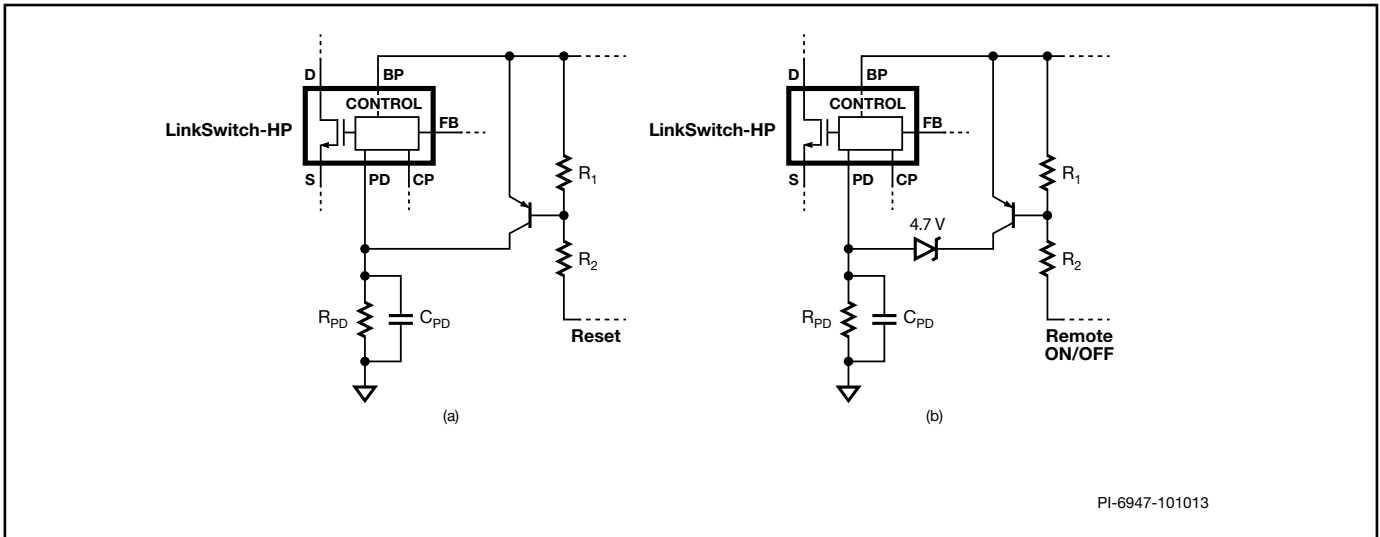 D
BP
CONTROL
LinkSwitch-HP
FB
S
PD
CP
R1
R2
RPD
CPD
Reset
(a)
D
BP
CONTROL
LinkSwitch-HP
FB
S
PD
CP
R1
4.7 V
R2
RPD
CPD
Remote
ON/OFF
(b)
PI-6947-101013